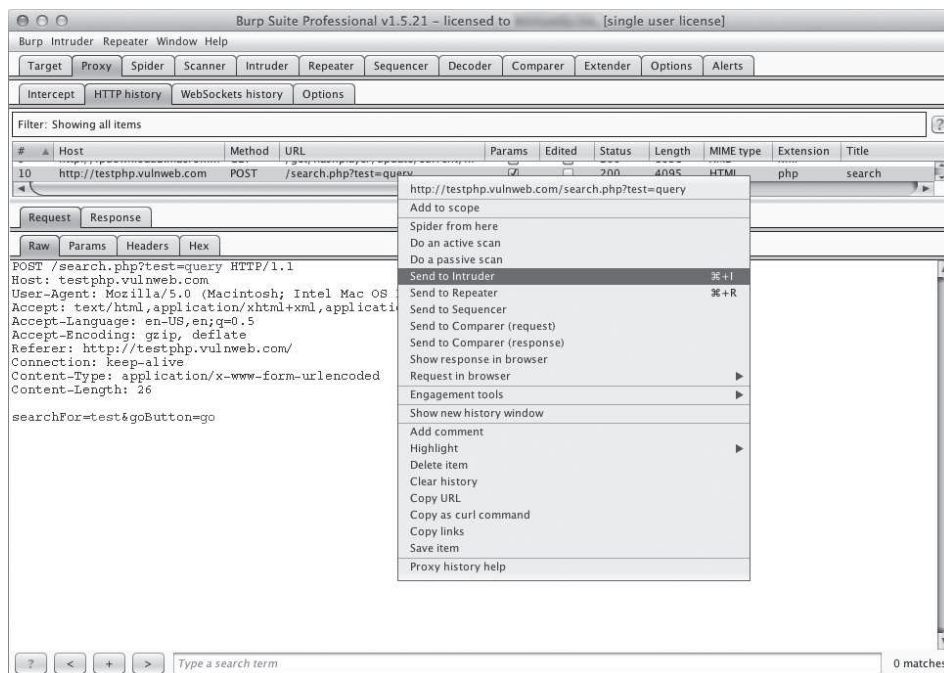 Burp Suite Professional v1.5.21 – licensed to [single user license]
Burp Intruder Repeater Window Help
Target Proxy Spider Scanner Intruder Repeater Sequencer Decoder Comparer Extender Options Alerts
Intercept HTTP history WebSockets history Options
Filter: Showing all items
?
# Host Method URL Params Edited Status Length MIME type Extension Title
10 http://testphp.vulnweb.com POST /search.php?test=query 200 4095 HTML php search
http://testphp.vulnweb.com/search.php?test=query
Add to scope
Spider from here
Do an active scan
Do a passive scan
Send to Intruder ⌘+I
Send to Repeater ⌘+R
Send to Sequencer
Send to Comparer (request)
Send to Comparer (response)
Show response in browser
Request in browser
Engagement tools
Show new history window
Add comment
Highlight
Delete item
Clear history
Copy URL
Copy as curl command
Copy links
Save item
Proxy history help
Request Response
Raw Params Headers Hex
POST /search.php?test=query HTTP/1.1
Host: testphp.vulnweb.com
User-Agent: Mozilla/5.0 (Macintosh; Intel Mac OS
Accept: text/html,application/xhtml+xml,applicati
Accept-Language: en-US,en;q=0.5
Accept-Encoding: gzip, deflate
Referer: http://testphp.vulnweb.com/
Connection: keep-alive
Content-Type: application/x-www-form-urlencoded
Content-Length: 26
searchFor=test&goButton=go
? < + > Type a search term 0 matches